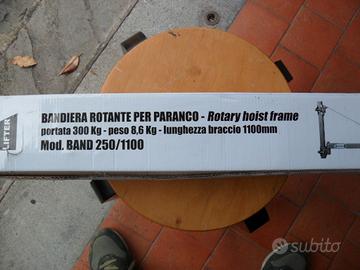 LIFTER
BANDIERA ROTANTE PER PARANCO - Rotary hoist frame
portata 300 Kg - peso 8,6 Kg - lunghezza braccio 1100mm
Mod. BAND 250/1100
subito